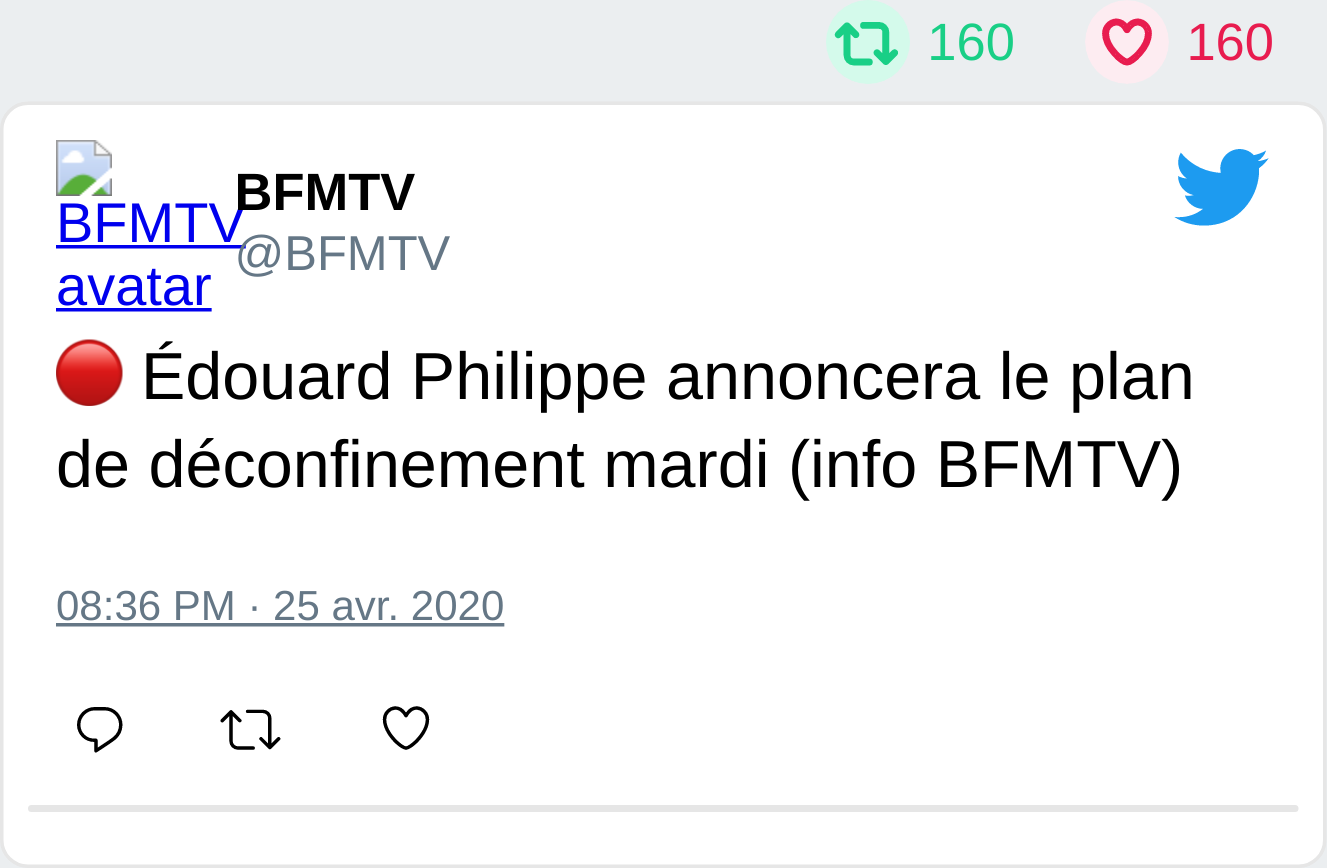 160 160
BFMTV
BFMTV avatar
@BFMTV
🔴 Édouard Philippe annoncera le plan
de déconfinement mardi (info BFMTV)
08:36 PM · 25 avr. 2020